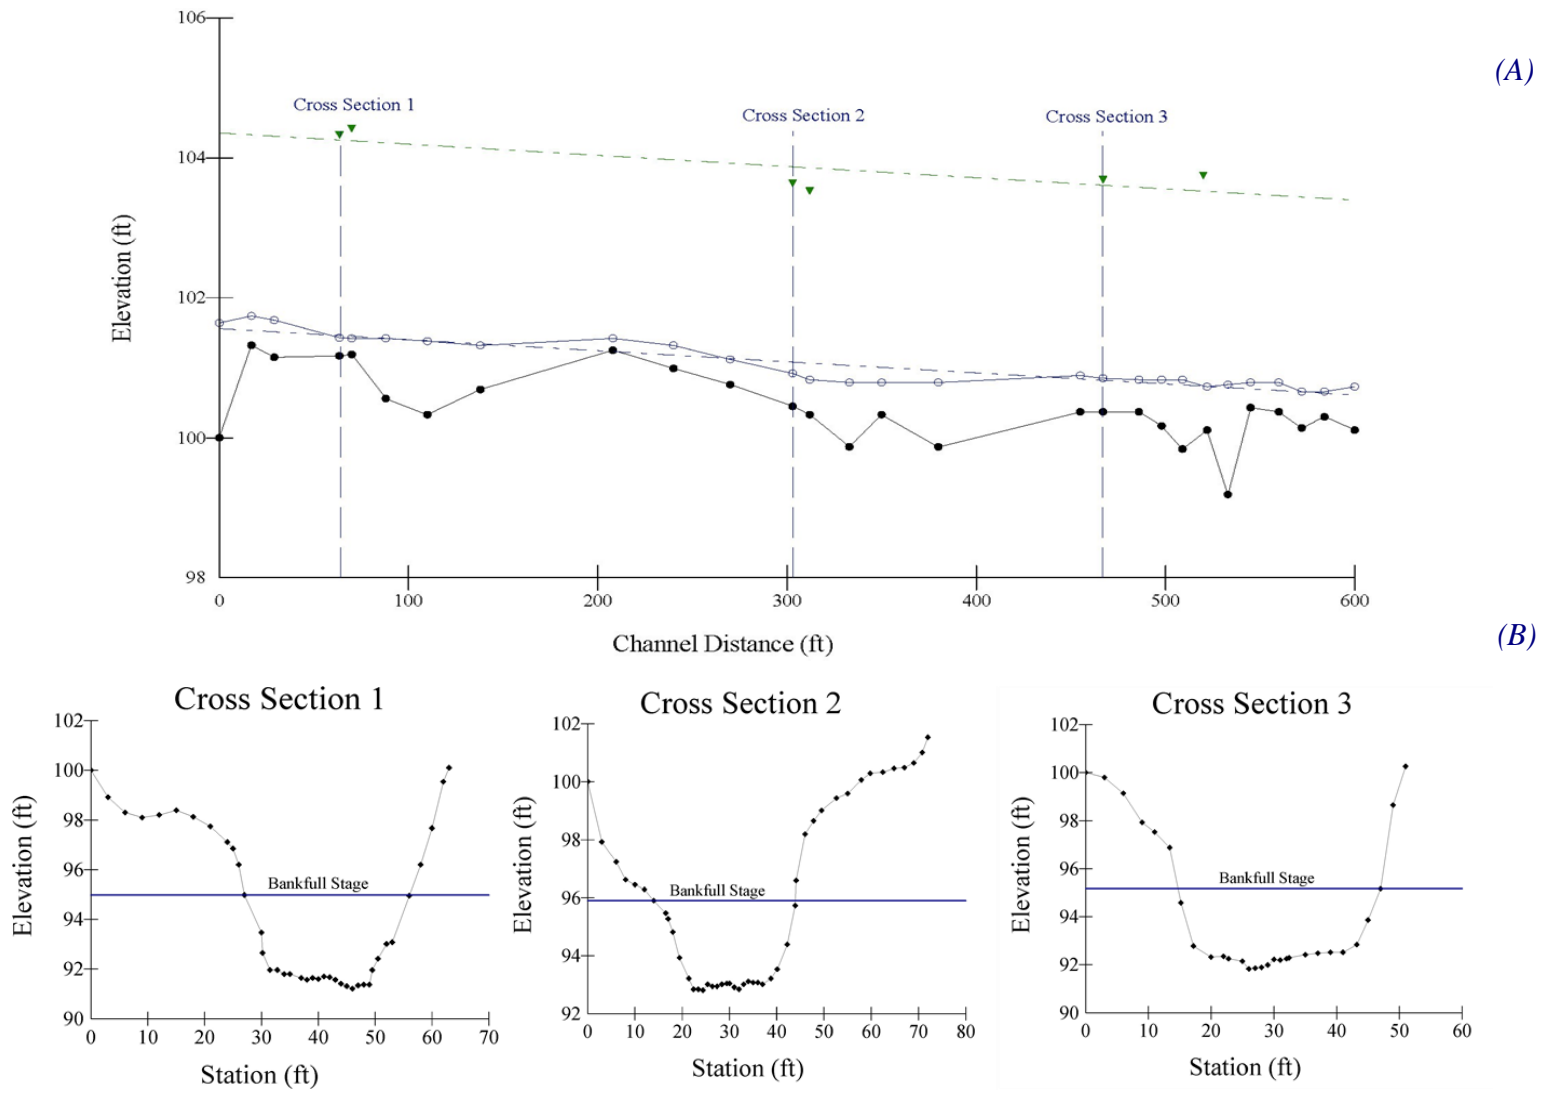 106
(A)
Cross Section 1
Cross Section 2
Cross Section 3
104
Elevation (ft)
102
100
98
0 100 200 300 400 500 600
Channel Distance (ft)
(B)
Cross Section 1
102
100
98
96
94
92
90
Elevation (ft)
Bankfull Stage
0 10 20 30 40 50 60 70
Station (ft)
Cross Section 2
102
100
98
96
94
92
Elevation (ft)
Bankfull Stage
0 10 20 30 40 50 60 70 80
Station (ft)
Cross Section 3
102
100
98
96
94
92
90
Elevation (ft)
Bankfull Stage
0 10 20 30 40 50 60
Station (ft)